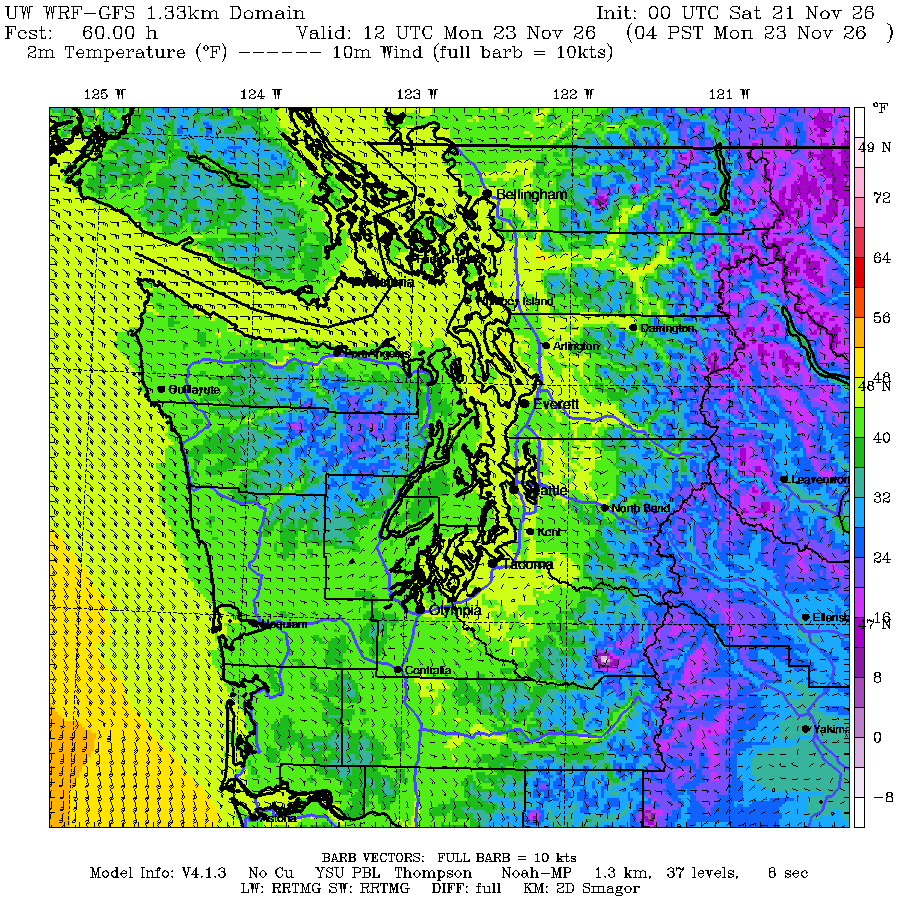 UW WRF-GFS 1.33km Domain Init: 00 UTC Sat 21 Nov 26
Fcst: 60.00 h Valid: 12 UTC Mon 23 Nov 26 (04 PST Mon 23 Nov 26 )
2m Temperature (°F) ------ 10m Wind (full barb = 10kts)
125 W 124 W 123 W 122 W 121 W
°F
49 N
72
Bellingham
64
Whidbey Island
56
Darrington
Arlington
Port Angeles
48
48 N
Quillayute
Everett
40
Leavenworth
Seattle
32
North Bend
Kent
24
Tacoma
Olympia
16
Hoquiam
47 N
Centralia
8
Yakima
0
-8
Astoria
BARB VECTORS: FULL BARB = 10 kts
Model Info: V4.1.3 No Cu YSU PBL Thompson Noah-MP 1.3 km, 37 levels, 8 sec
LW: RRTMG SW: RRTMG DIFF: full KM: 2D Smagor